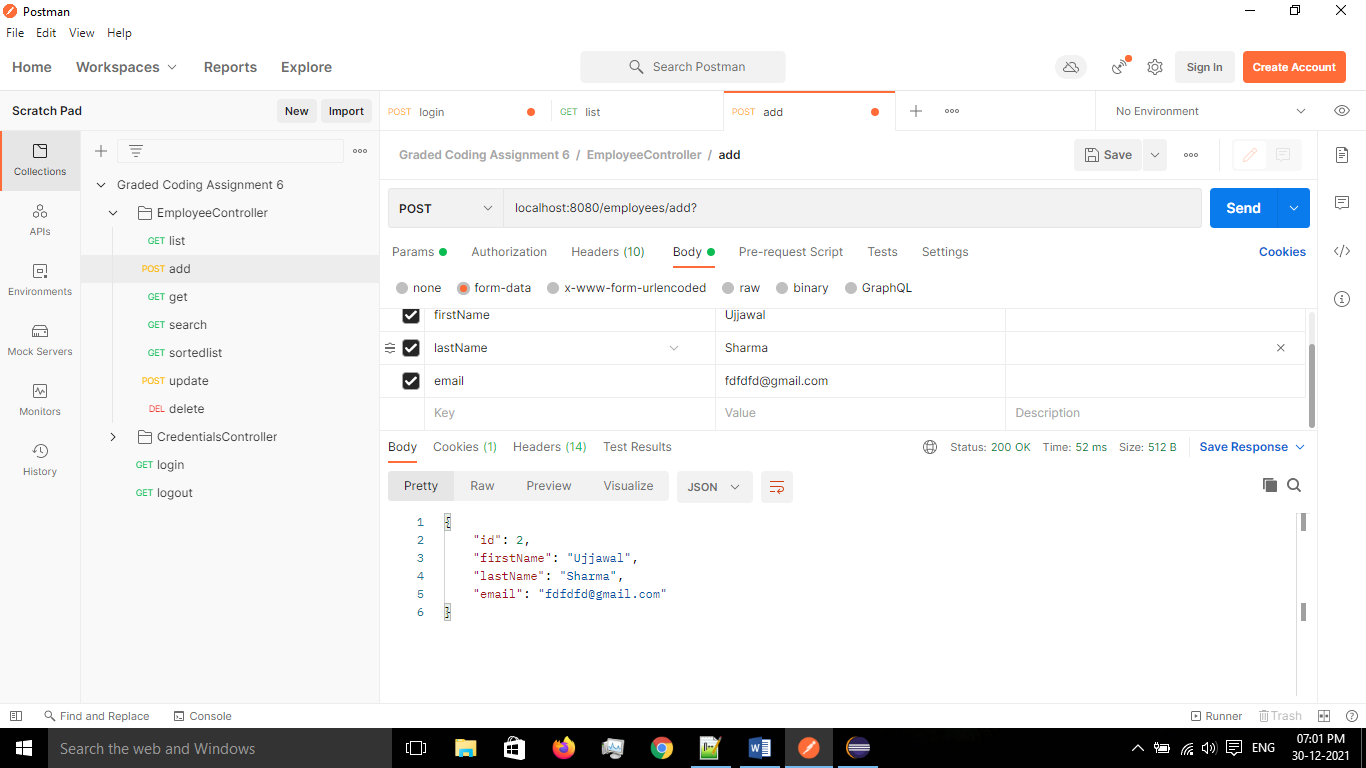 Postman
File Edit View Help
Home Workspaces Reports Explore Search Postman Sign In Create Account
Scratch Pad New Import
POST login GET list POST add No Environment
Graded Coding Assignment 6 / EmployeeController / add Save
POST localhost:8080/employees/add? Send
Params Authorization Headers (10) Body Pre-request Script Tests Settings Cookies
none form-data x-www-form-urlencoded raw binary GraphQL
firstName Ujjawal
lastName Sharma
email fdfdfd@gmail.com
Key Value Description
Collections
APIs
Environments
Mock Servers
Monitors
History
Graded Coding Assignment 6
EmployeeController
GET list
POST add
GET get
GET search
GET sortedlist
POST update
DEL delete
CredentialsController
GET login
GET logout
Body Cookies (1) Headers (14) Test Results Status: 200 OK Time: 52 ms Size: 512 B Save Response
Pretty Raw Preview Visualize JSON
1 {
2 "id": 2,
3 "firstName": "Ujjawal",
4 "lastName": "Sharma",
5 "email": "fdfdfd@gmail.com"
6 }
Find and Replace Console Runner Trash
Search the web and Windows ENG 07:01 PM
30-12-2021